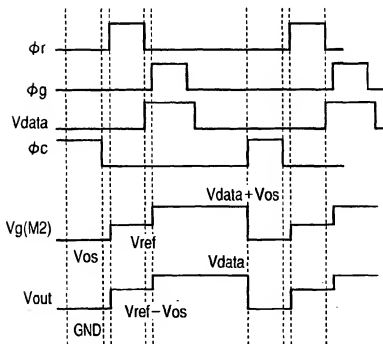 ϕr
ϕg
Vdata
ϕc
Vdata+Vos
Vg(M2)
Vref
Vos
Vdata
Vout
Vref-Vos
GND